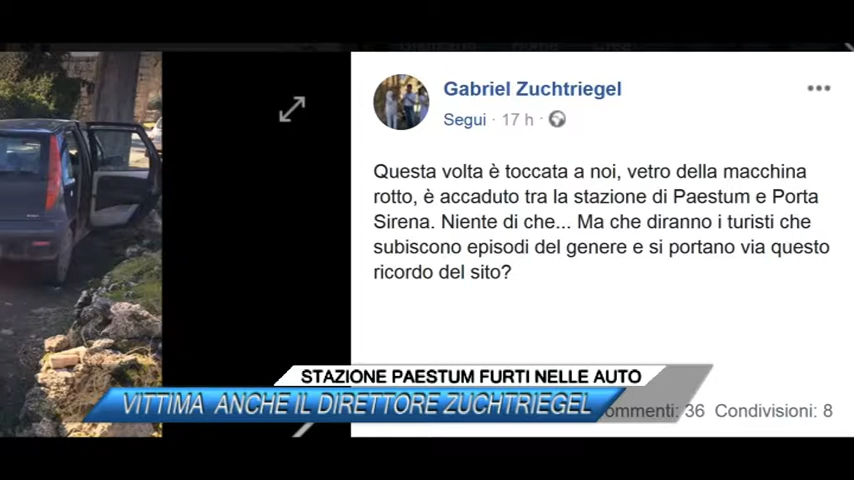 Gabriel Zuchtriegel
Segui · 17 h ·
Questa volta è toccata a noi, vetro della macchina
rotto, è accaduto tra la stazione di Paestum e Porta
Sirena. Niente di che... Ma che diranno i turisti che
subiscono episodi del genere e si portano via questo
ricordo del sito?
STAZIONE PAESTUM FURTI NELLE AUTO
VITTIMA ANCHE IL DIRETTORE ZUCHTRIEGEL
ommenti: 36 Condivisioni: 8